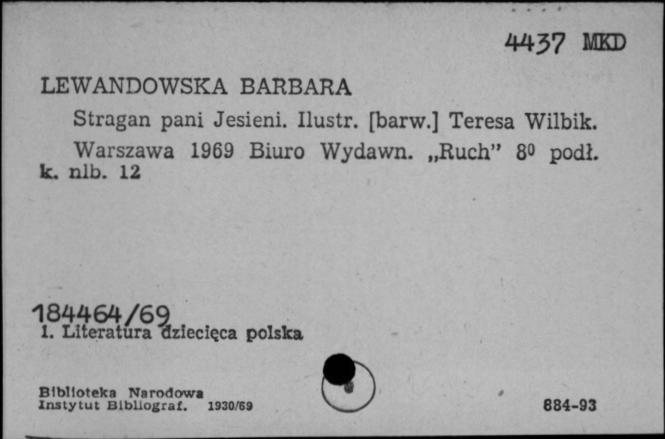 4437 MKD
LEWANDOWSKA BARBARA
Stragan pani Jesieni. Ilustr. [barw.] Teresa Wilbik.
Warszawa 1969 Biuro Wydawn. „Ruch” 8⁰ podł.
k. nlb. 12
184464/69
1. Literatura dziecięca polska
Biblioteka Narodowa
Instytut Bibliograf. 1930/69
884-93